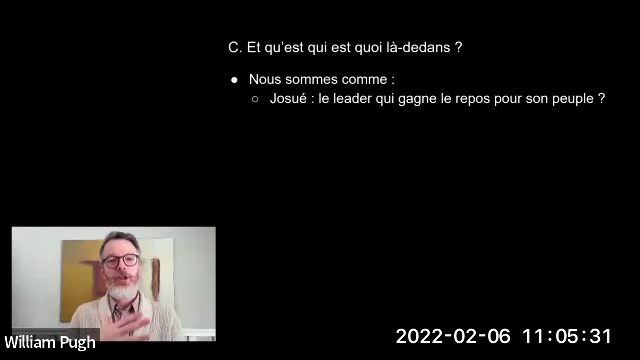 C. Et qu’est qui est quoi là-dedans ?
● Nous sommes comme :
○ Josué : le leader qui gagne le repos pour son peuple ?
William Pugh
2022-02-06 11:05:31